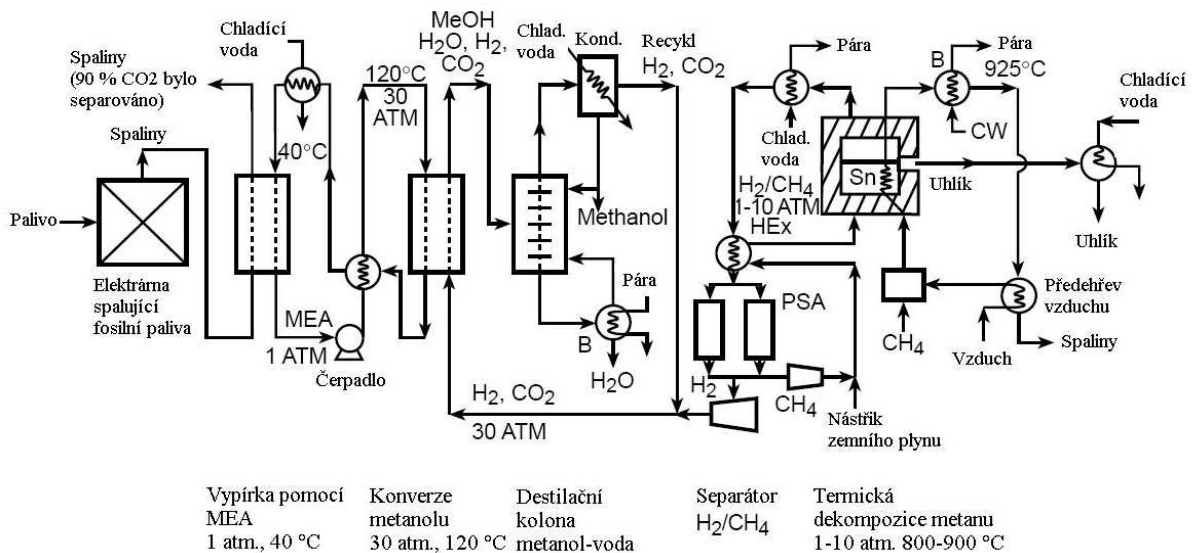 Chladící
voda
Spaliny
(90 % CO2 bylo
separováno)
Spaliny
Palivo
Elektrárna
spalující
fosilní paliva
40°C
MEA
1 ATM
Čerpadlo
120°C
30
ATM
MeOH
H2O, H2,
CO2
Chlad.
voda
Kond.
Recykl
H2, CO2
Methanol
Pára
B
H2O
H2, CO2
30 ATM
Pára
Chlad.
voda
H2/CH4
1-10 ATM
HEx
PSA
H2
CH4
Nástřik
zemního plynu
Sn
B
Pára
925°C
CW
Uhlík
Chladící
voda
Uhlík
CH4
Předehřev
vzduchu
Vzduch
Spaliny
Vypírka pomocí
MEA
1 atm., 40 °C
Konverze
metanolu
30 atm., 120 °C
Destilační
kolona
metanol-voda
Separátor
H2/CH4
Termická
dekompozice metanu
1-10 atm. 800-900 °C